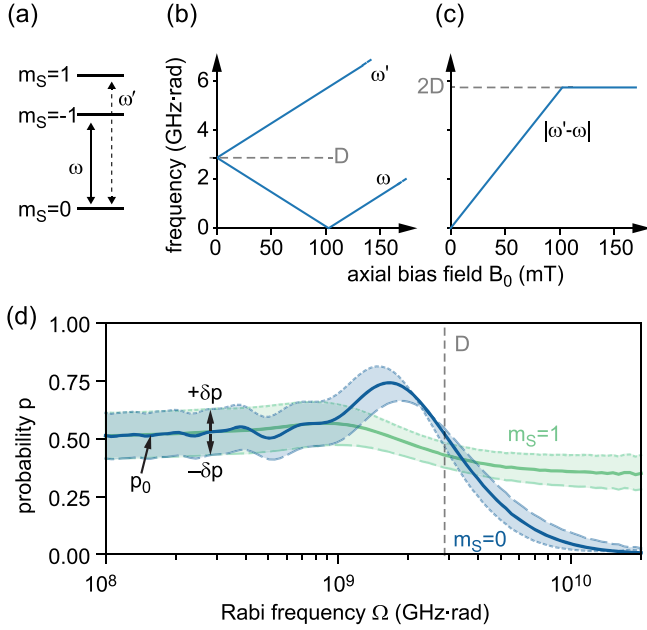 (a)
(b)
(c)
m_S=1
ω'
m_S=-1
ω
m_S=0
frequency (GHz·rad)
6
4
2
0
ω'
D
ω
0
50
100
150
2D
|ω'-ω|
0
50
100
150
axial bias field B_0 (mT)
(d)
probability p
1.00
0.75
0.50
0.25
0.00
D
+δp
−δp
p_0
m_S=1
m_S=0
10^8
10^9
10^10
Rabi frequency Ω (GHz·rad)